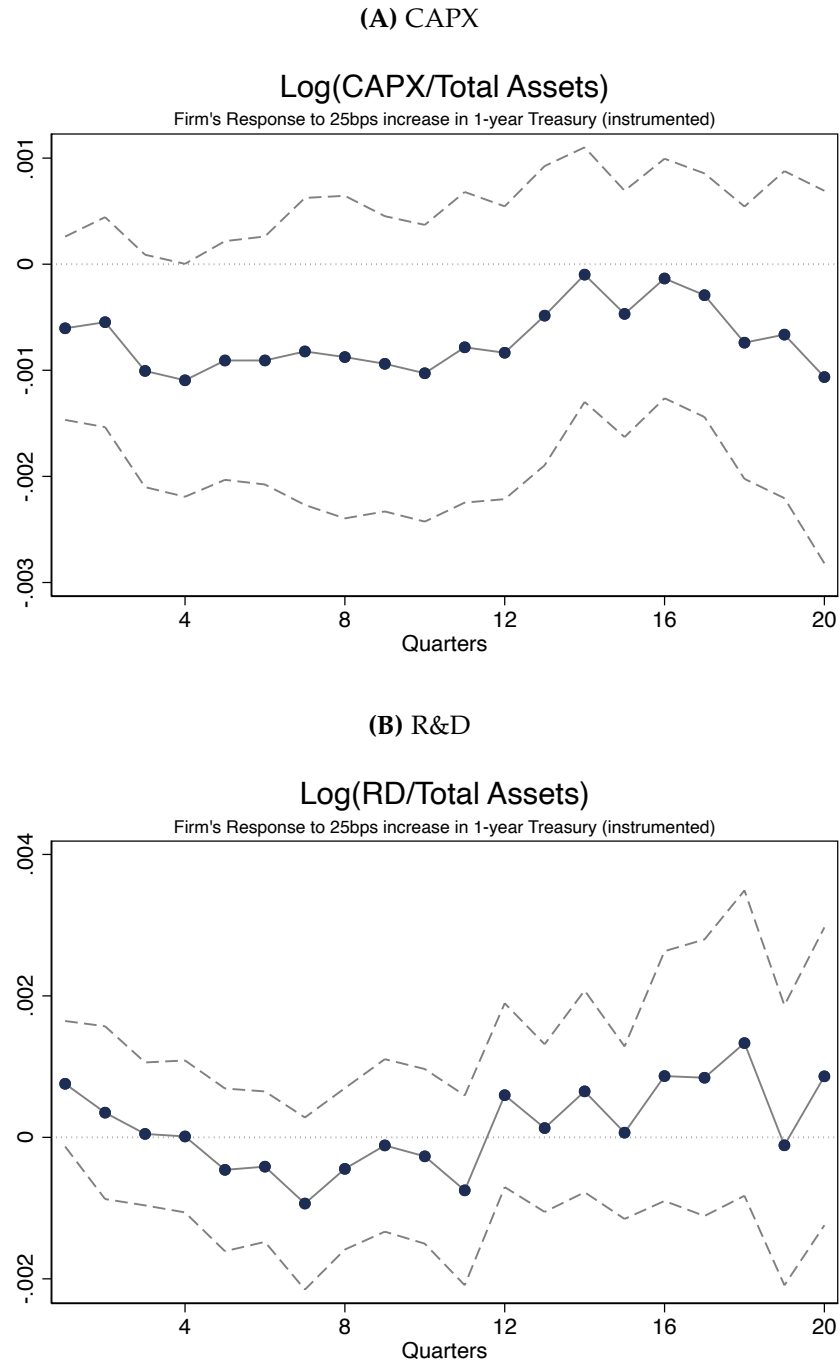 (A) CAPX
Log(CAPX/Total Assets)
Firm's Response to 25bps increase in 1-year Treasury (instrumented)
.001
0
-.001
-.002
-.003
4 8 12 16 20
Quarters
(B) R&D
Log(RD/Total Assets)
Firm's Response to 25bps increase in 1-year Treasury (instrumented)
.004
.002
0
-.002
4 8 12 16 20
Quarters